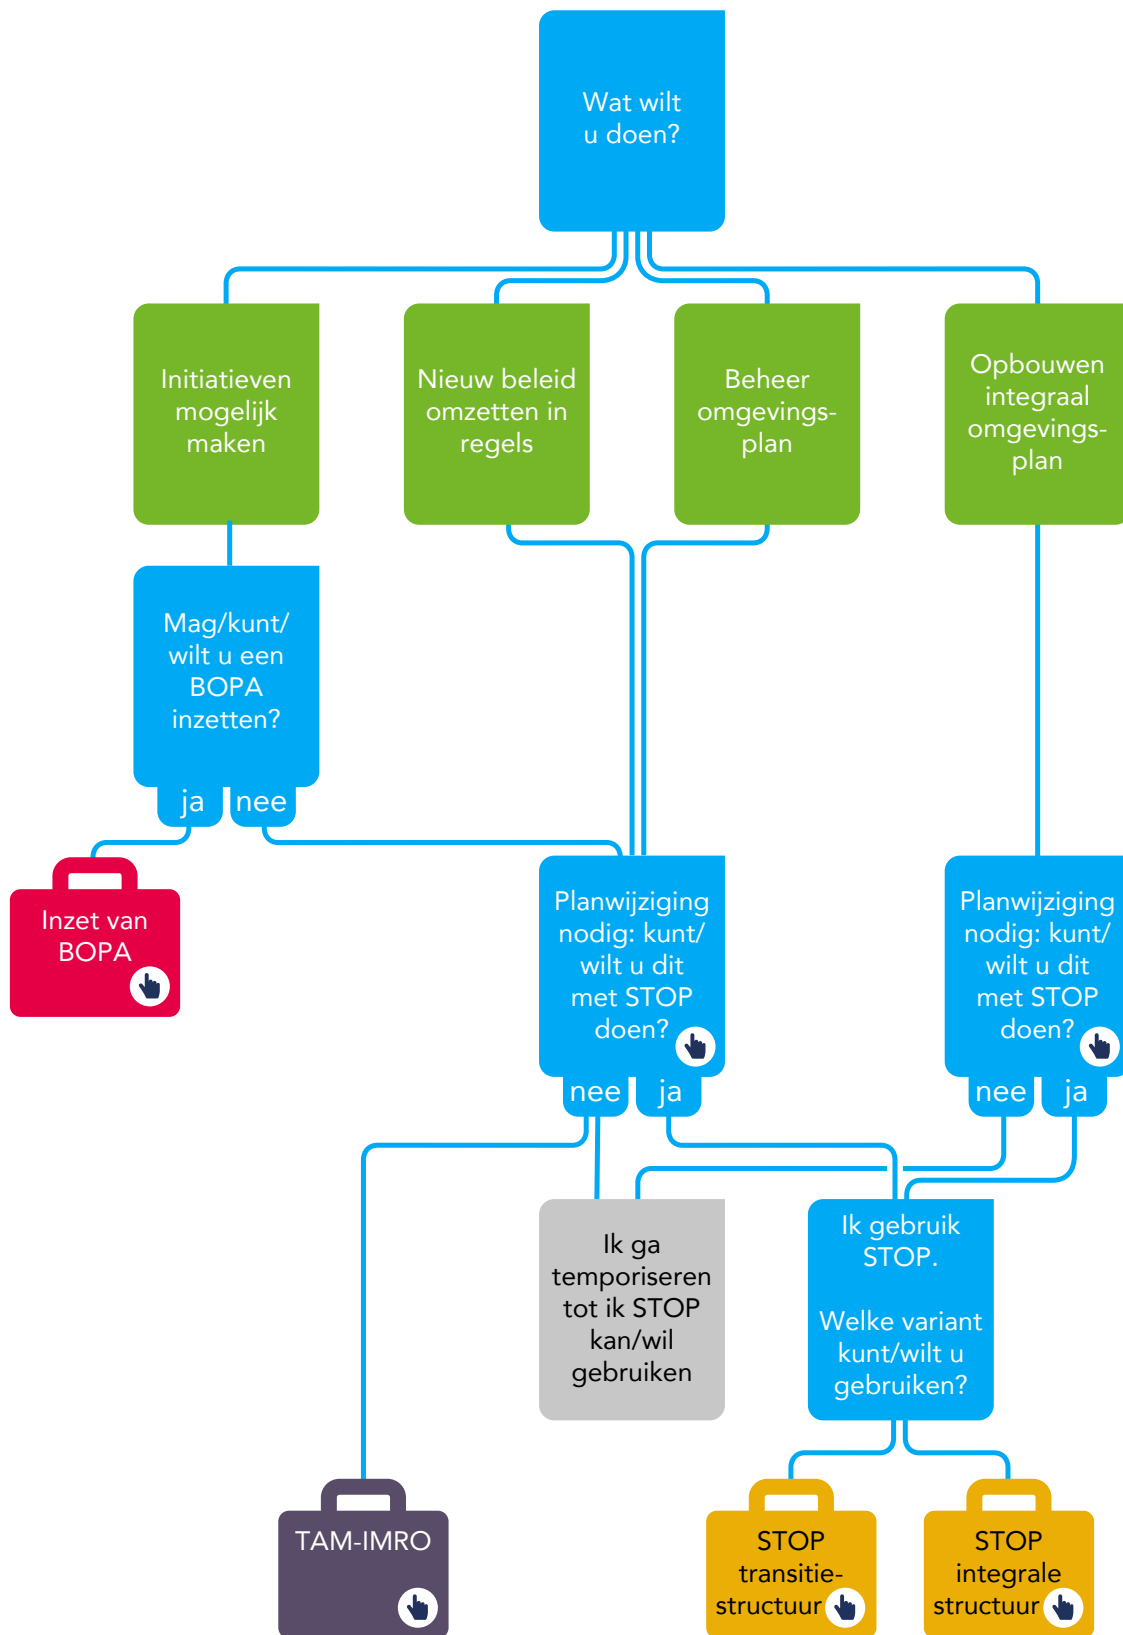 Wat wilt
u doen?
Initiatieven
mogelijk
maken
Nieuw beleid
omzetten in
regels
Beheer
omgevings-
plan
Opbouwen
integraal
omgevings-
plan
Mag/kunt/
wilt u een
BOPA
inzetten?
ja
nee
Inzet van
BOPA
Planwijziging
nodig: kunt/
wilt u dit
met STOP
doen?
nee
ja
Planwijziging
nodig: kunt/
wilt u dit
met STOP
doen?
nee
ja
Ik ga
temporiseren
tot ik STOP
kan/wil
gebruiken
Ik gebruik
STOP.
Welke variant
kunt/wilt u
gebruiken?
TAM-IMRO
STOP
transitie-
structuur
STOP
integrale
structuur